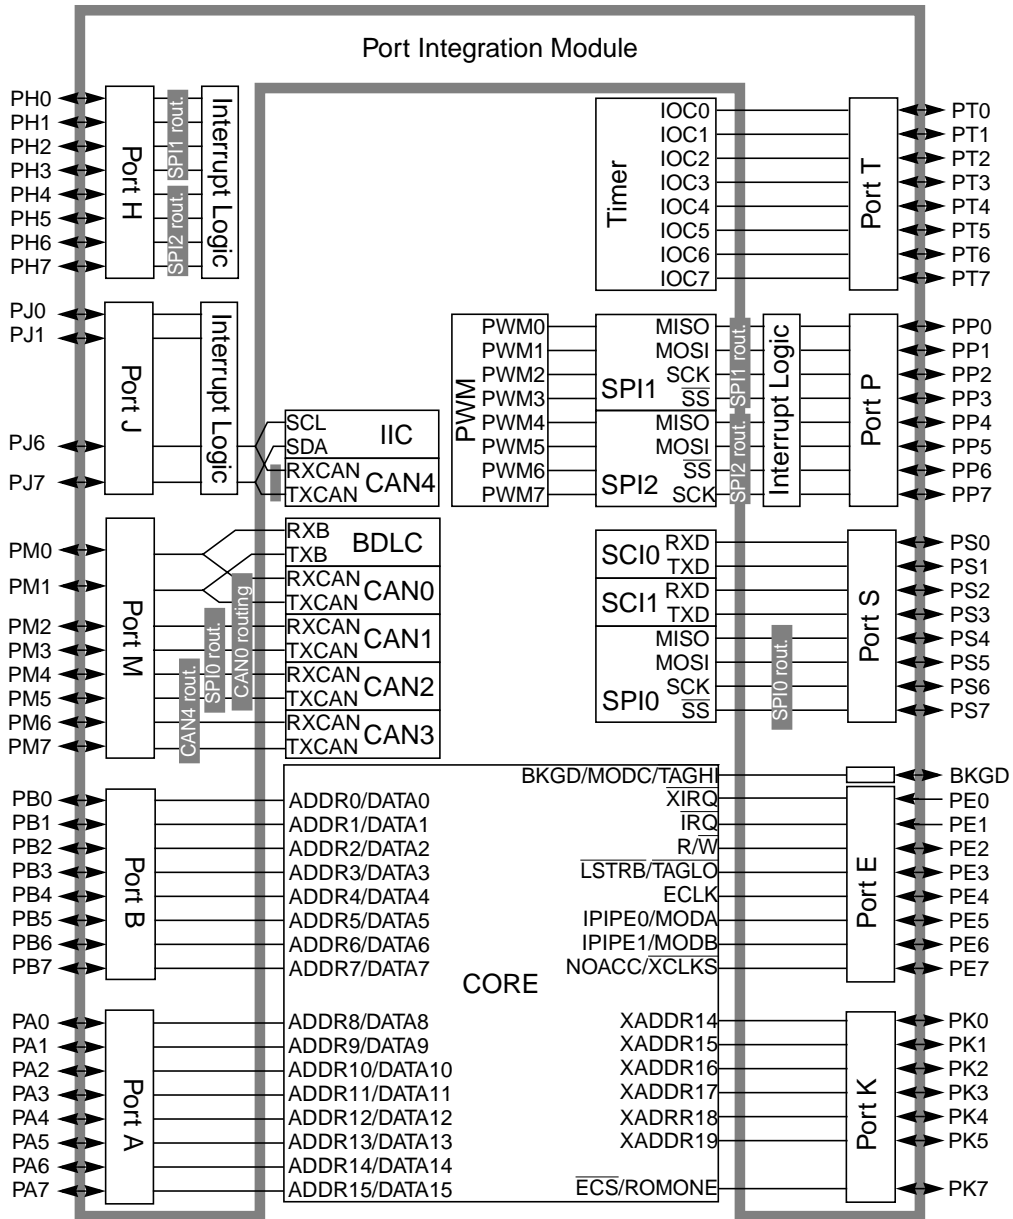 Port Integration Module
PH0
PH1
PH2
PH3
PH4
PH5
PH6
PH7
Port H
SPI1 rout.
SPI2 rout.
Interrupt Logic
PJ0
PJ1
PJ6
PJ7
Port J
Interrupt Logic
SCL
SDA
IIC
RXCAN
TXCAN
CAN4
PM0
PM1
PM2
PM3
PM4
PM5
PM6
PM7
Port M
CAN4 rout.
SPI0 rout.
CAN0 routing
RXB
TXB
BDLC
RXCAN
TXCAN
CAN0
RXCAN
TXCAN
CAN1
RXCAN
TXCAN
CAN2
RXCAN
TXCAN
CAN3
PB0
PB1
PB2
PB3
PB4
PB5
PB6
PB7
Port B
ADDR0/DATA0
ADDR1/DATA1
ADDR2/DATA2
ADDR3/DATA3
ADDR4/DATA4
ADDR5/DATA5
ADDR6/DATA6
ADDR7/DATA7
PA0
PA1
PA2
PA3
PA4
PA5
PA6
PA7
Port A
ADDR8/DATA8
ADDR9/DATA9
ADDR10/DATA10
ADDR11/DATA11
ADDR12/DATA12
ADDR13/DATA13
ADDR14/DATA14
ADDR15/DATA15
CORE
Timer
IOC0
IOC1
IOC2
IOC3
IOC4
IOC5
IOC6
IOC7
Port T
PT0
PT1
PT2
PT3
PT4
PT5
PT6
PT7
PWM
PWM0
PWM1
PWM2
PWM3
PWM4
PWM5
PWM6
PWM7
MISO
MOSI
SCK
SS
SPI1
MISO
MOSI
SS
SCK
SPI2
SPI1 rout.
SPI2 rout.
Interrupt Logic
Port P
PP0
PP1
PP2
PP3
PP4
PP5
PP6
PP7
SCI0
RXD
TXD
SCI1
RXD
TXD
MISO
MOSI
SCK
SS
SPI0
SPI0 rout.
Port S
PS0
PS1
PS2
PS3
PS4
PS5
PS6
PS7
BKGD/MODC/TAGHI
XIRQ
IRQ
R/W
LSTRB/TAGLO
ECLK
IPIPE0/MODA
IPIPE1/MODB
NOACC/XCLKS
Port E
BKGD
PE0
PE1
PE2
PE3
PE4
PE5
PE6
PE7
XADDR14
XADDR15
XADDR16
XADDR17
XADRR18
XADDR19
ECS/ROMONE
Port K
PK0
PK1
PK2
PK3
PK4
PK5
PK7